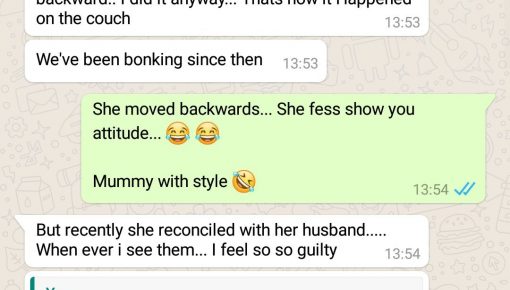 backward.. I did it anyway... Thats how it Happened
on the couch
13:53
We've been bonking since then 13:53
She moved backwards... She fess show you
attitude... 😂 😂
Mummy with style 🤣
13:54
But recently she reconciled with her husband.....
When ever i see them... I feel so so guilty 13:54